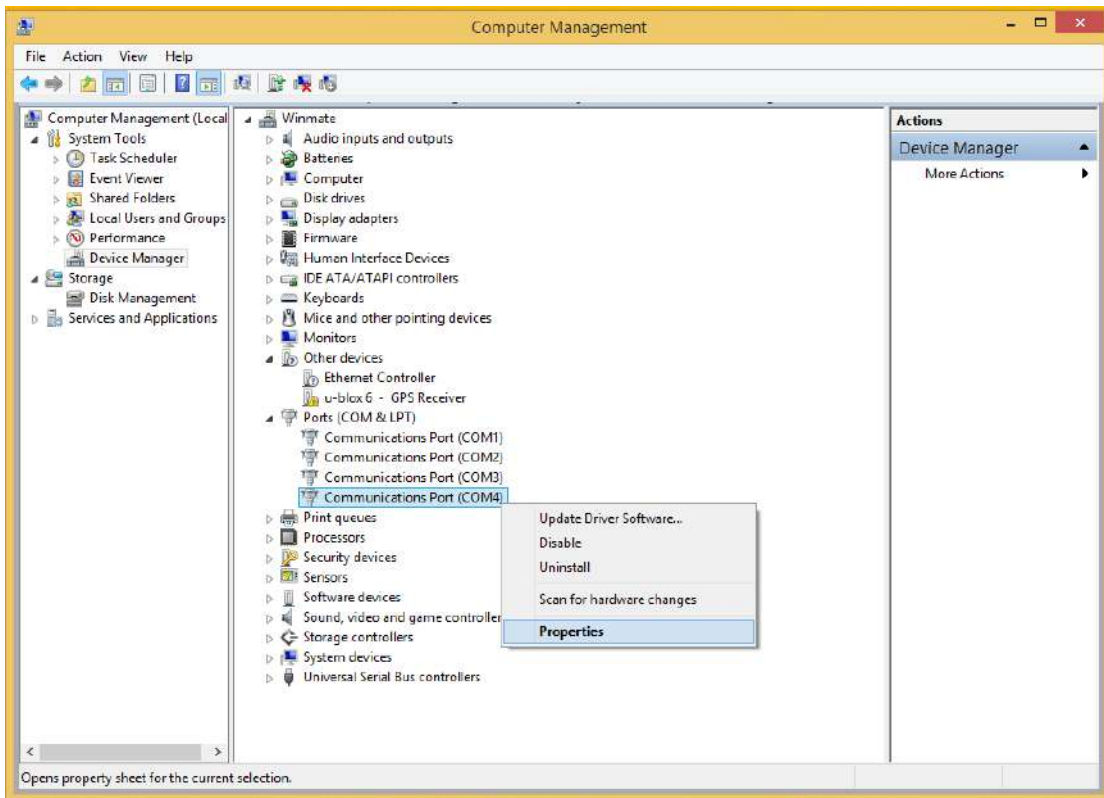 Computer Management
File Action View Help
Computer Management (Local
System Tools
Task Scheduler
Event Viewer
Shared Folders
Local Users and Groups
Performance
Device Manager
Storage
Disk Management
Services and Applications
Winmate
Audio inputs and outputs
Batteries
Computer
Disk drives
Display adapters
Firmware
Human Interface Devices
IDE ATA/ATAPI controllers
Keyboards
Mice and other pointing devices
Monitors
Other devices
Ethernet Controller
u-blox 6 - GPS Receiver
Ports (COM & LPT)
Communications Port (COM1)
Communications Port (COM2)
Communications Port (COM3)
Communications Port (COM4)
Print queues
Processors
Security devices
Sensors
Software devices
Sound, video and game controller
Storage controllers
System devices
Universal Serial Bus controllers
Update Driver Software...
Disable
Uninstall
Scan for hardware changes
Properties
Actions
Device Manager
More Actions
Opens property sheet for the current selection.